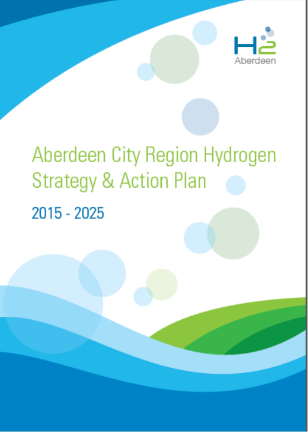 H2
Aberdeen
Aberdeen City Region Hydrogen
Strategy & Action Plan
2015 - 2025